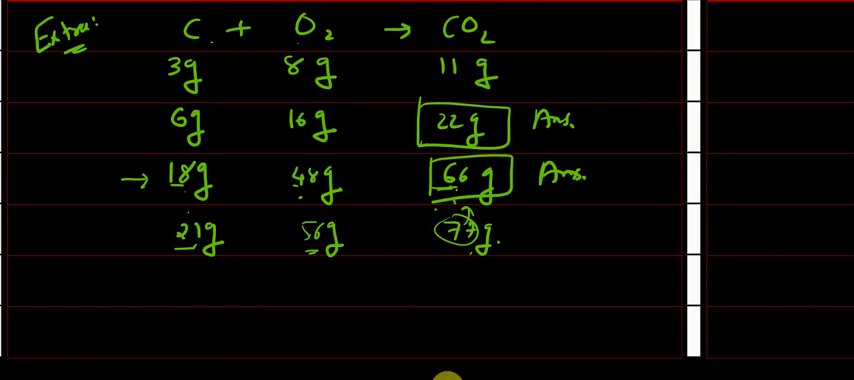 Extra: C + O₂ → CO₂
3g 8g 11g
6g 16g 22g Ans.
→ 18g 48g 66g Ans.
21g 56g 77g.